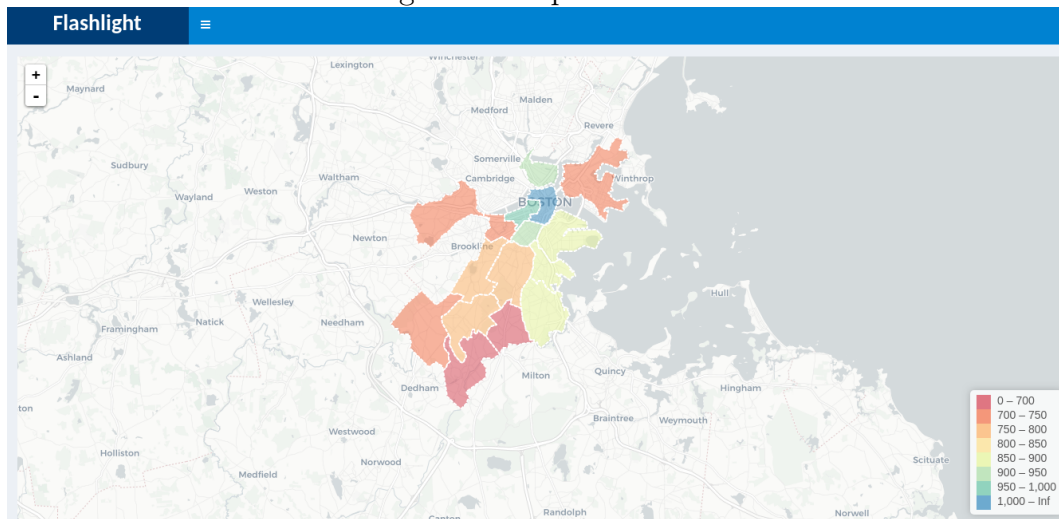 Flashlight
≡
+
-
Lexington
Winchester
Maynard
Malden
Medford
Revere
Sudbury
Somerville
Waltham
Cambridge
Winthrop
Weston
Wayland
BOSTON
Newton
Brookline
Hull
Wellesley
Natick
Needham
Framingham
Ashland
Quincy
Milton
Dedham
Hingham
ton
Braintree
Weymouth
Westwood
Holliston
Norwood
Scituate
Medfield
Canton
Randolph
Norwell
0 – 700
700 – 750
750 – 800
800 – 850
850 – 900
900 – 950
950 – 1,000
1,000 – Inf